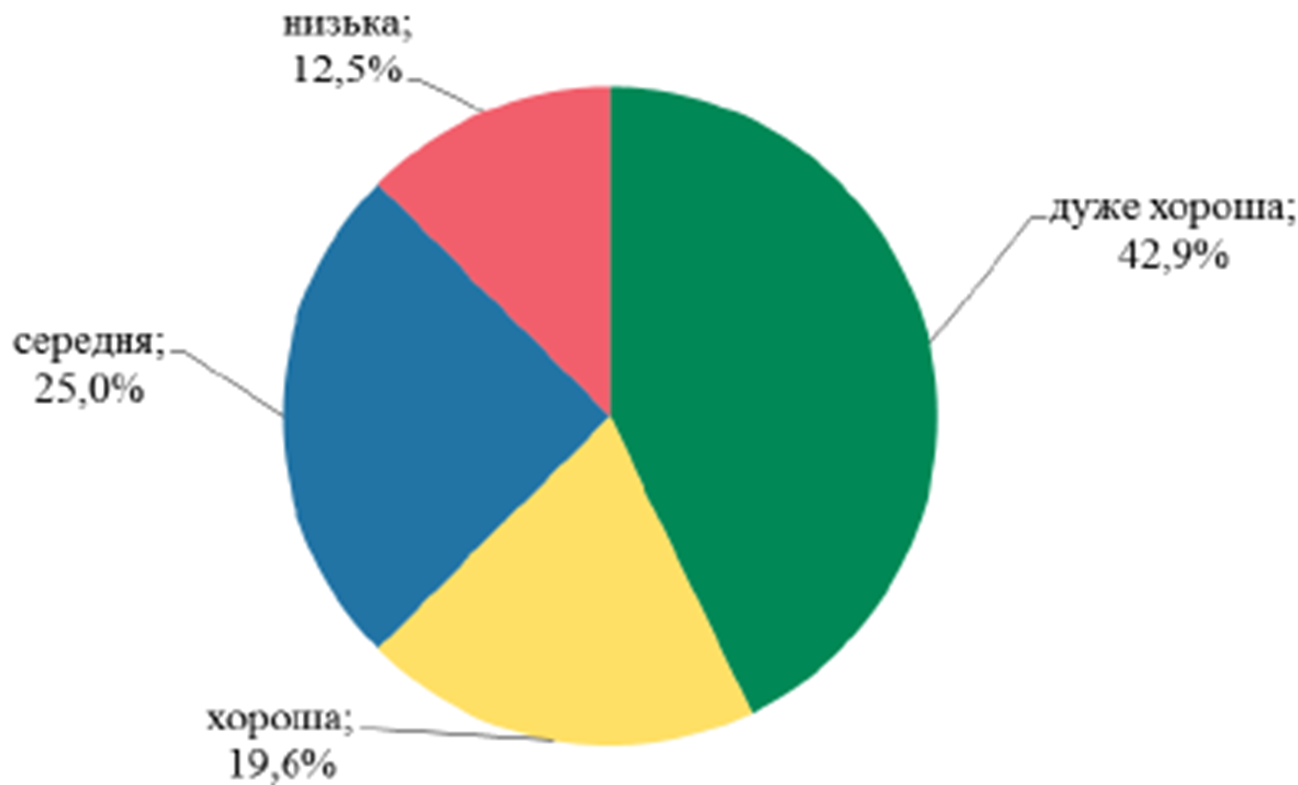 низька;
12,5%
дуже хороша;
42,9%
середня;
25,0%
хороша;
19,6%